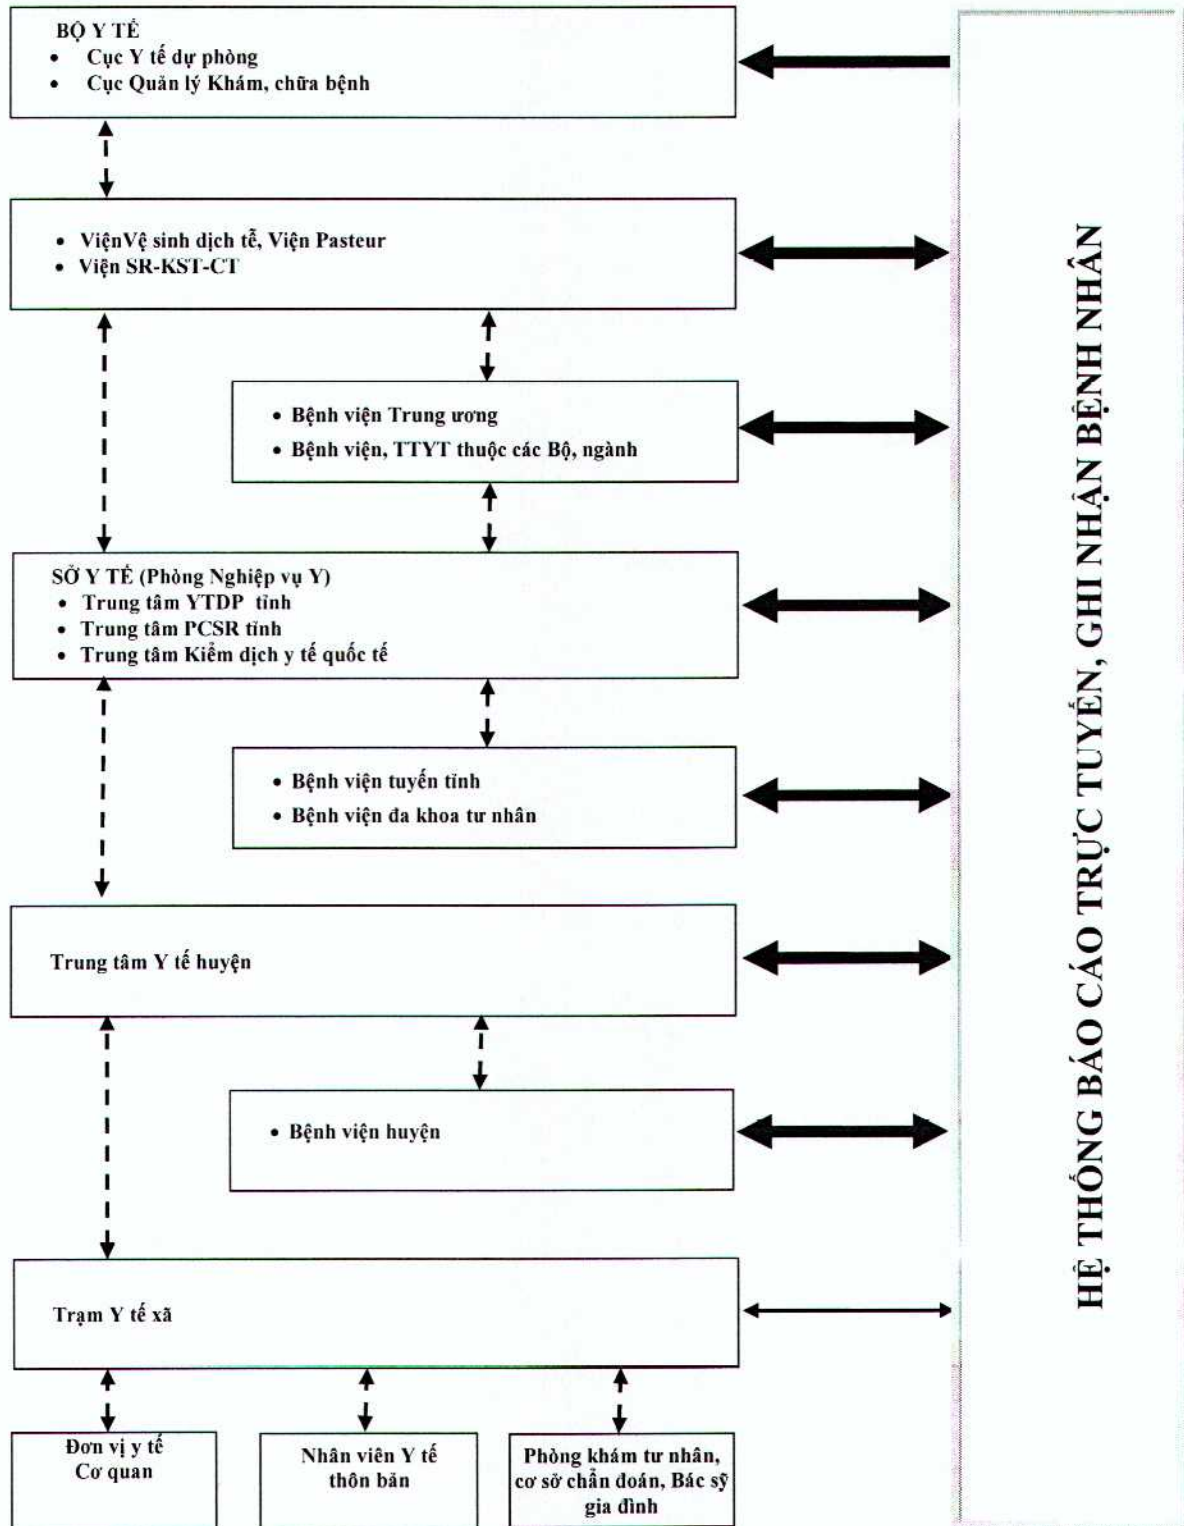 BỘ Y TẾ
• Cục Y tế dự phòng
• Cục Quản lý Khám, chữa bệnh
• ViệnVệ sinh dịch tễ, Viện Pasteur
• Viện SR-KST-CT
• Bệnh viện Trung ương
• Bệnh viện, TTYT thuộc các Bộ, ngành
SỞ Y TẾ (Phòng Nghiệp vụ Y)
• Trung tâm YTDP tỉnh
• Trung tâm PCSR tỉnh
• Trung tâm Kiểm dịch y tế quốc tế
• Bệnh viện tuyến tỉnh
• Bệnh viện đa khoa tư nhân
Trung tâm Y tế huyện
• Bệnh viện huyện
Trạm Y tế xã
Đơn vị y tế
Cơ quan
Nhân viên Y tế
thôn bản
Phòng khám tư nhân,
cơ sở chẩn đoán, Bác sỹ
gia đình
HỆ THỐNG BÁO CÁO TRỰC TUYẾN, GHI NHẬN BỆNH NHÂN